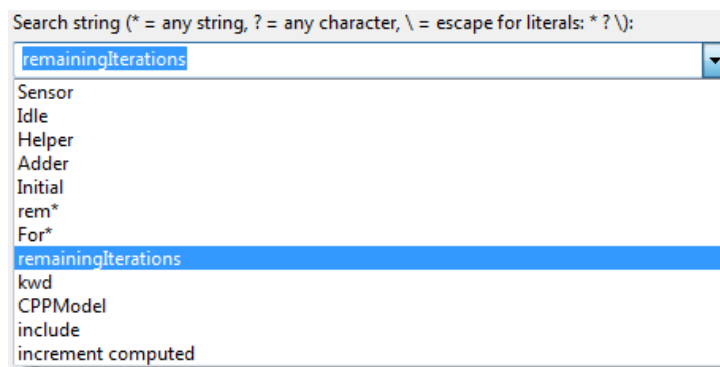 Search string (* = any string, ? = any character, \ = escape for literals: * ? \):
remainingIterations
Sensor
Idle
Helper
Adder
Initial
rem*
For*
remainingIterations
kwd
CPPModel
include
increment computed